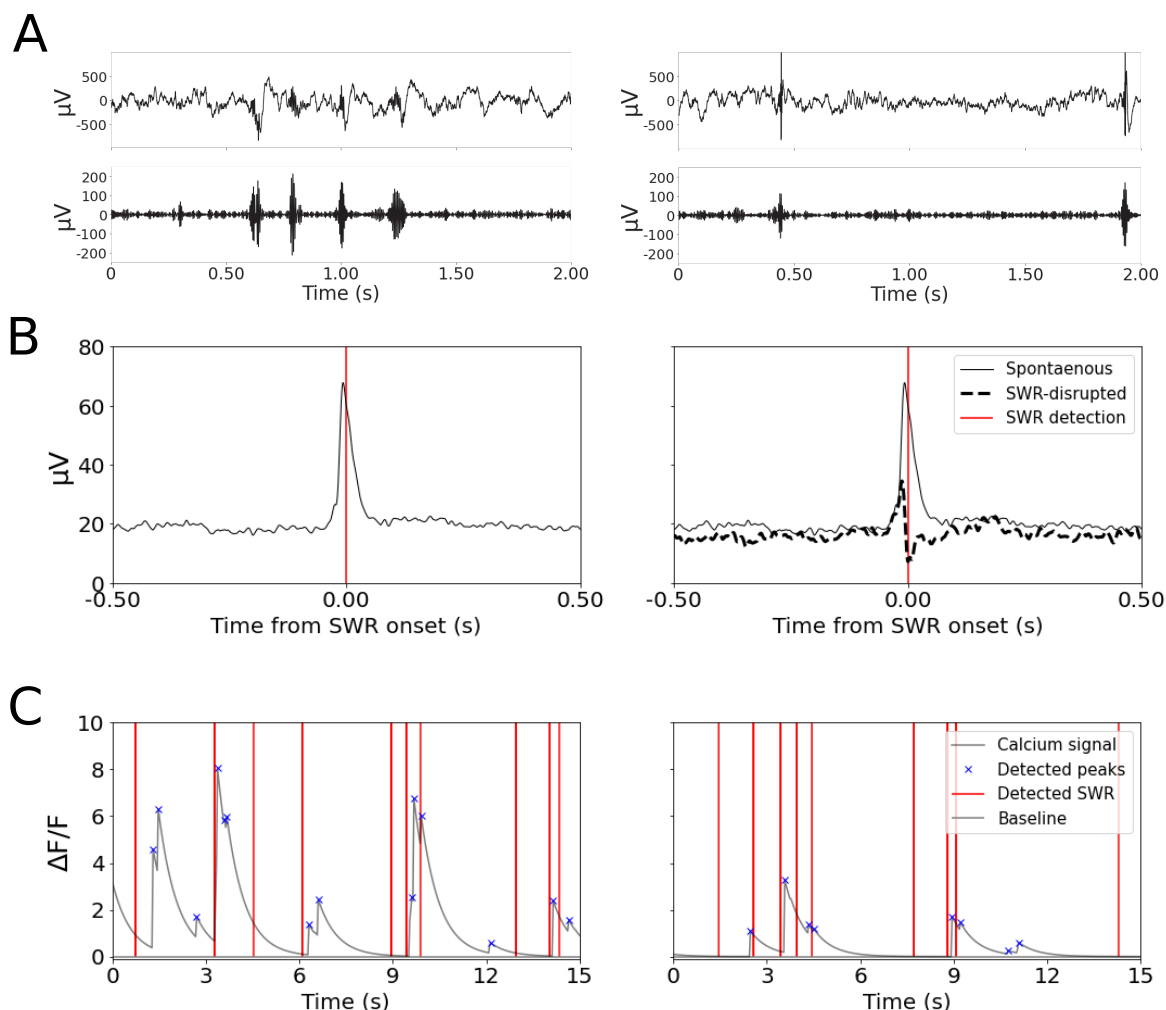 A
500
0
-500
µV
200
100
0
-100
-200
µV
0 0.50 1.00 1.50 2.00
Time (s)
µV
µV
0 0.50 1.00 1.50 2.00
Time (s)
500
0
-500
200
100
0
-100
-200
B
80
60
40
20
0
µV
-0.50 0.00 0.50
Time from SWR onset (s)
Spontaenous
SWR-disrupted
SWR detection
-0.50 0.00 0.50
Time from SWR onset (s)
C
10
8
6
4
2
0
ΔF/F
0 3 6 9 12 15
Time (s)
Calcium signal
Detected peaks
Detected SWR
Baseline
0 3 6 9 12 15
Time (s)